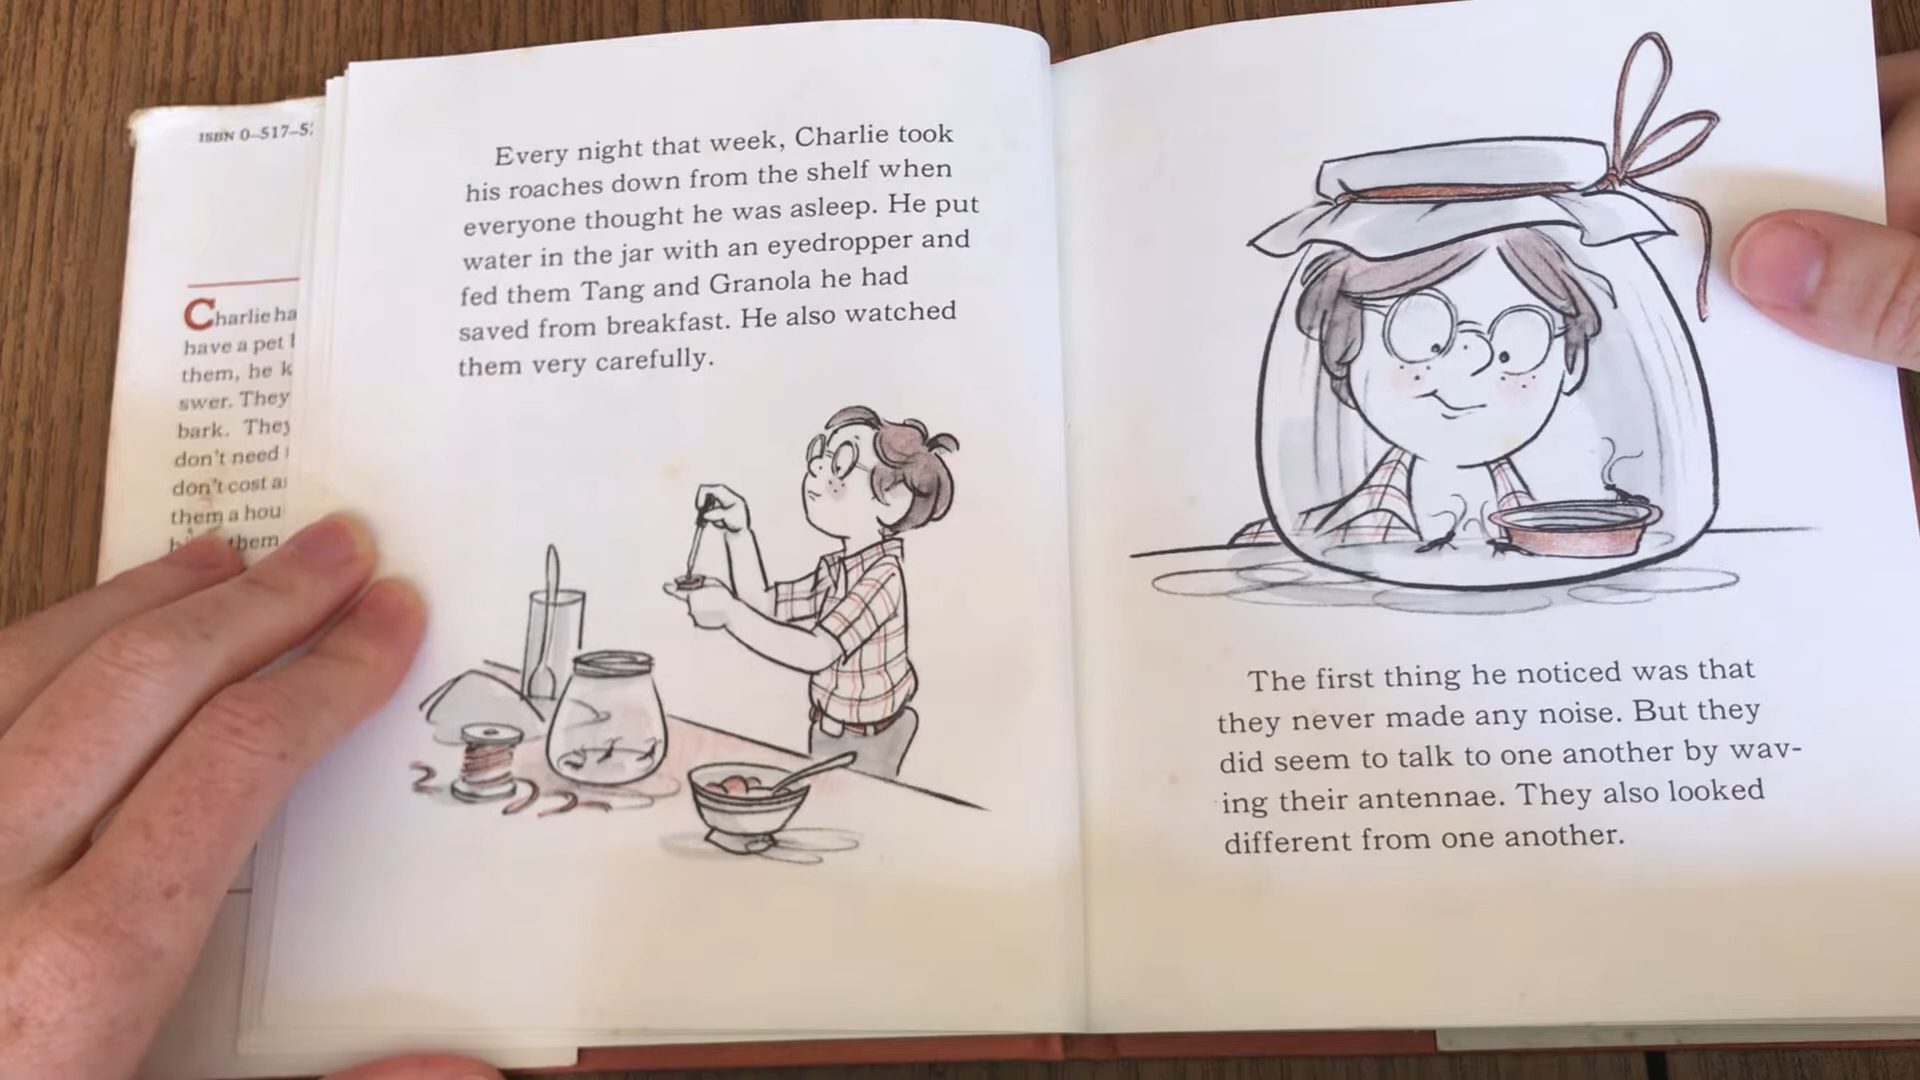 ISBN 0-517-5
Charlie ha
have a pet
them, he k
swer. They
bark. They
don't need
don't cost a
them a hou
them
Every night that week, Charlie took
his roaches down from the shelf when
everyone thought he was asleep. He put
water in the jar with an eyedropper and
fed them Tang and Granola he had
saved from breakfast. He also watched
them very carefully.
The first thing he noticed was that
they never made any noise. But they
did seem to talk to one another by wav-
ing their antennae. They also looked
different from one another.